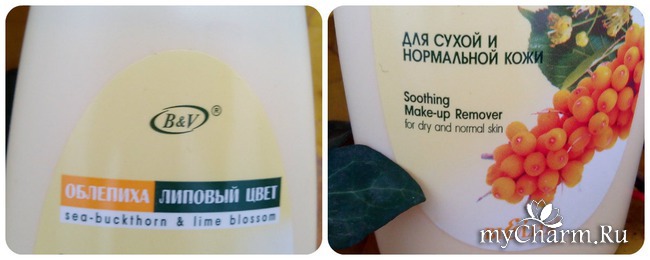 B&V®
ОБЛЕПИХА ЛИПОВЫЙ ЦВЕТ
sea-buckthorn & lime blossom
ДЛЯ СУХОЙ И
НОРМАЛЬНОЙ КОЖИ
Soothing
Make-up Remover
for dry and normal skin
myCharm.Ru